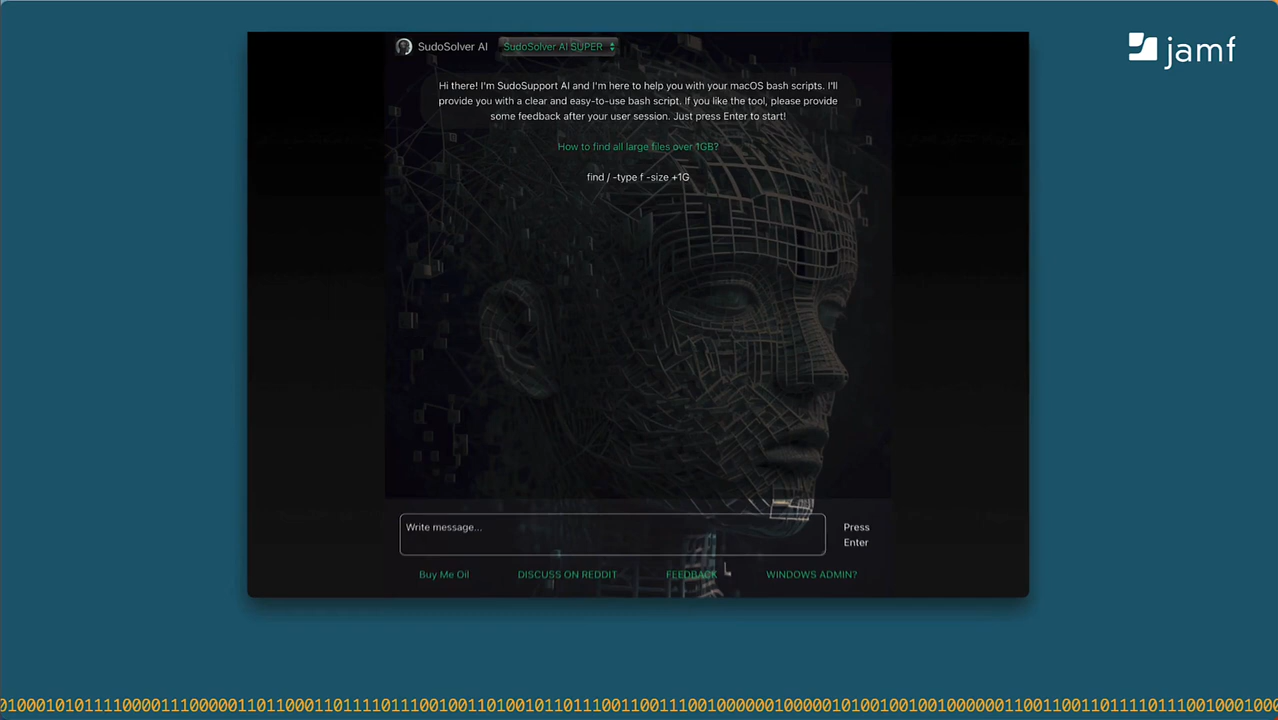 SudoSolver AI SudoSolver AI SUPER
jamf
Hi there! I'm SudoSupport AI and I'm here to help you with your macOS bash scripts. I'll
provide you with a clear and easy-to-use bash script. If you like the tool, please provide
some feedback after your user session. Just press Enter to start!
How to find all large files over 1GB?
find / -type f -size +1G
Write message...
Press
Enter
Buy Me Oil DISCUSS ON REDDIT FEEDBACK WINDOWS ADMIN?